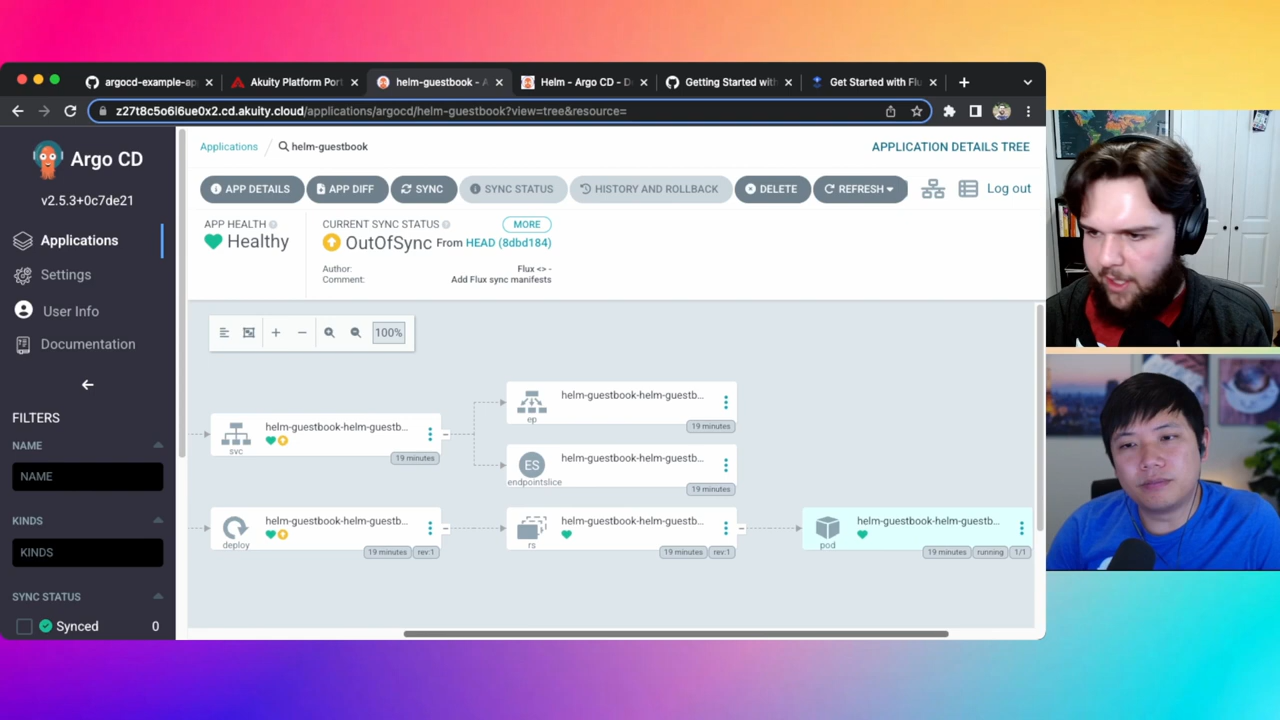 argocd-example-ap
Akuity Platform Port
helm-guestbook - A
Helm - Argo CD - D
Getting Started with
Get Started with Flu
z27t8c5o6l6ue0x2.cd.akuity.cloud/applications/argocd/helm-guestbook?view=tree&resource=
Argo CD
v2.5.3+0c7de21
Applications
Settings
User Info
Documentation
FILTERS
NAME
NAME
KINDS
KINDS
SYNC STATUS
Synced 0
Applications / helm-guestbook
APPLICATION DETAILS TREE
APP DETAILS
APP DIFF
SYNC
SYNC STATUS
HISTORY AND ROLLBACK
DELETE
REFRESH
Log out
APP HEALTH
Healthy
CURRENT SYNC STATUS
MORE
OutOfSync From HEAD (8dbd184)
Author: Flux <> -
Comment: Add Flux sync manifests
100%
helm-guestbook-helm-guestb...
svc
19 minutes
helm-guestbook-helm-guestb...
ep
19 minutes
ES
helm-guestbook-helm-guestb...
endpointslice
19 minutes
helm-guestbook-helm-guestb...
deploy
19 minutes rev:1
helm-guestbook-helm-guestb...
rs
19 minutes rev:1
helm-guestbook-helm-guestb...
pod
19 minutes running 1/1